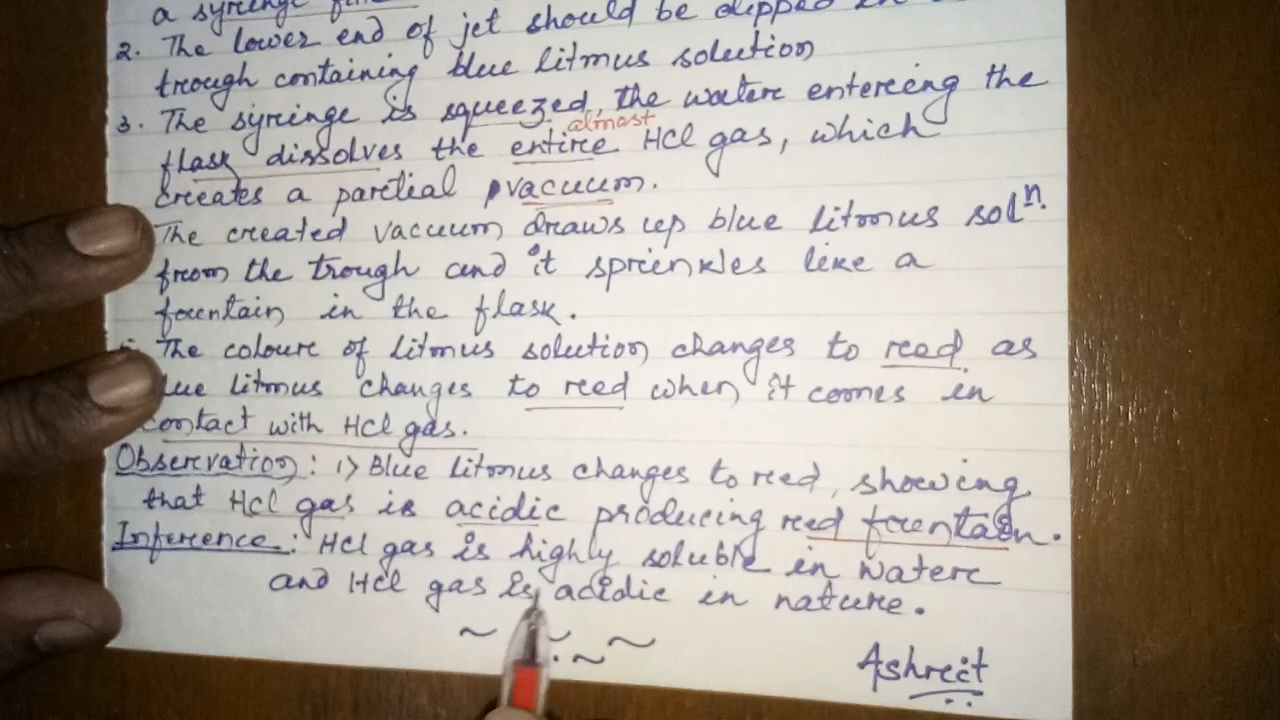 a syringe
2. The lower end of jet should be dipped in
trough containing blue litmus solution
3. The syringe is squeezed, the water entering the
almost
flask dissolves the entire HCl gas, which
creates a partial vacuum.
The created vacuum draws up blue litmus solⁿ.
from the trough and it sprinkles like a
fountain in the flask.
The colour of litmus solution changes to red as
lue litmus changes to red when it comes in
contact with HCl gas.
Observation: 1) Blue litmus changes to red, showing
that HCl gas is acidic producing red fountain.
Inference: HCl gas is highly soluble in water
and HCl gas is acidic in nature.
Ashreet